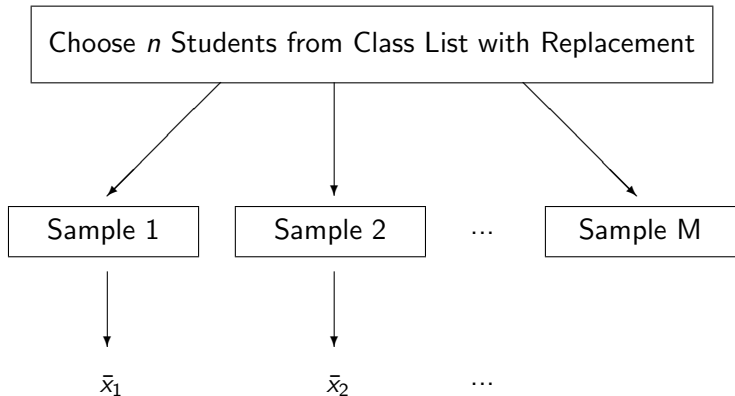 Choose n Students from Class List with Replacement
Sample 1 Sample 2 ... Sample M
x̄₁ x̄₂ ...